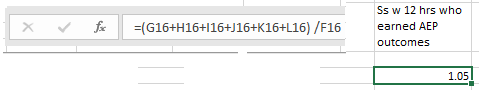 =(G16+H16+I16+J16+K16+L16) /F16
Ss w 12 hrs who
earned AEP
outcomes
1.05